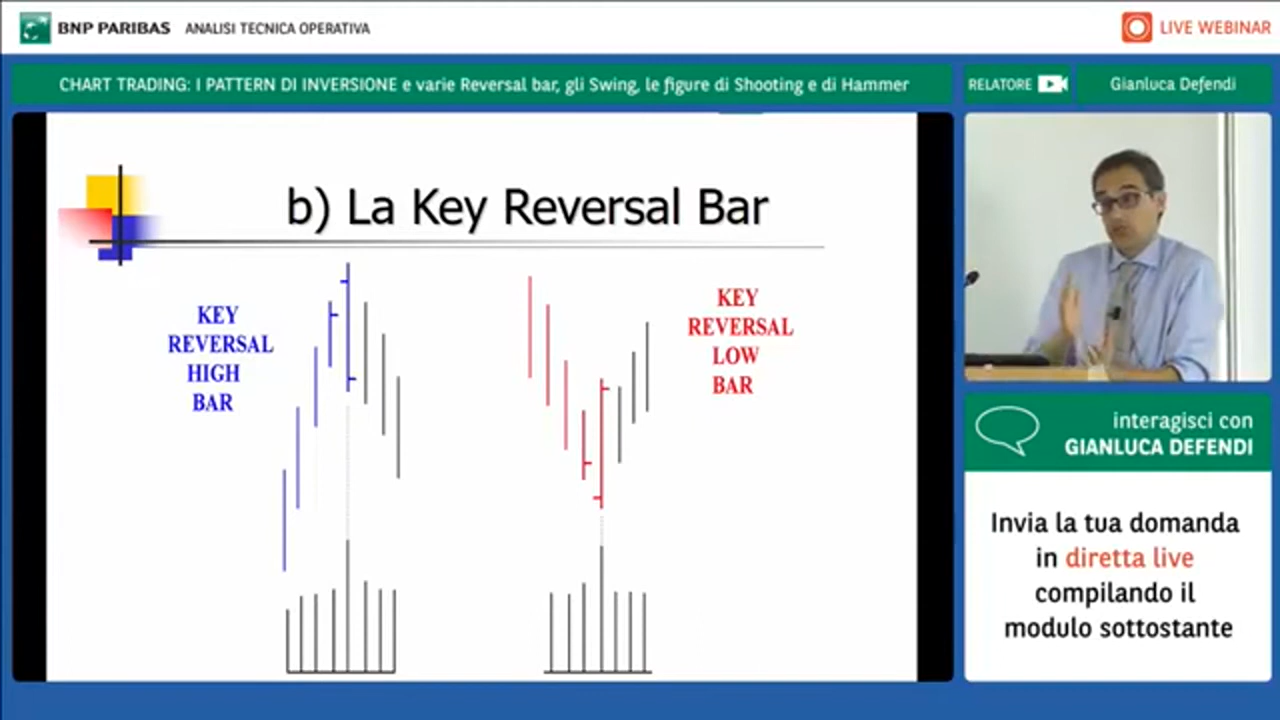 BNP PARIBAS ANALISI TECNICA OPERATIVA
LIVE WEBINAR
CHART TRADING: I PATTERN DI INVERSIONE e varie Reversal bar, gli Swing, le figure di Shooting e di Hammer
RELATORE
Gianluca Defendi
b) La Key Reversal Bar
KEY
REVERSAL
HIGH
BAR
KEY
REVERSAL
LOW
BAR
interagisci con
GIANLUCA DEFENDI
Invia la tua domanda
in diretta live
compilando il
modulo sottostante